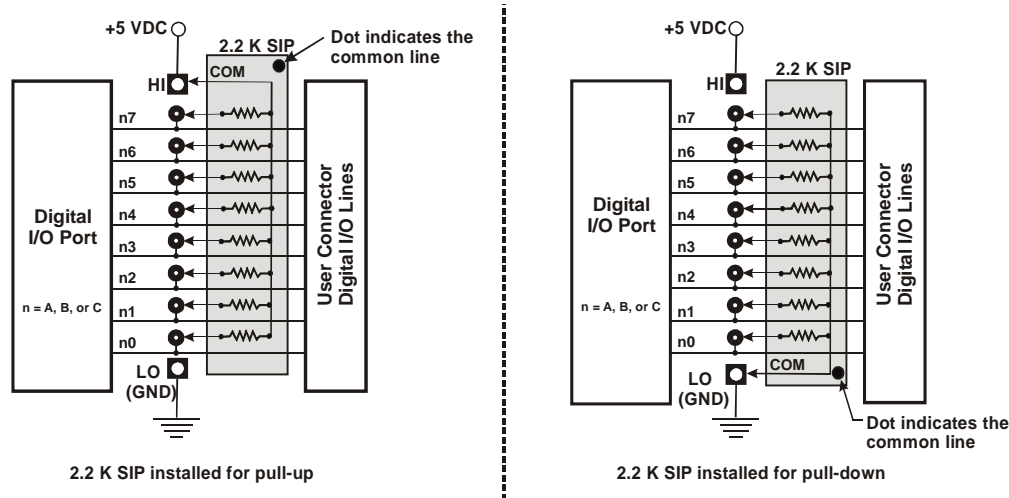 +5 VDC
2.2 K SIP
Dot indicates the
common line
HI
COM
n7
n6
n5
n4
n3
n2
n1
n0
Digital
I/O Port
n = A, B, or C
User Connector
Digital I/O Lines
LO
(GND)
2.2 K SIP installed for pull-up
+5 VDC
2.2 K SIP
HI
n7
n6
n5
n4
n3
n2
n1
n0
Digital
I/O Port
n = A, B, or C
User Connector
Digital I/O Lines
LO
(GND)
COM
Dot indicates the
common line
2.2 K SIP installed for pull-down